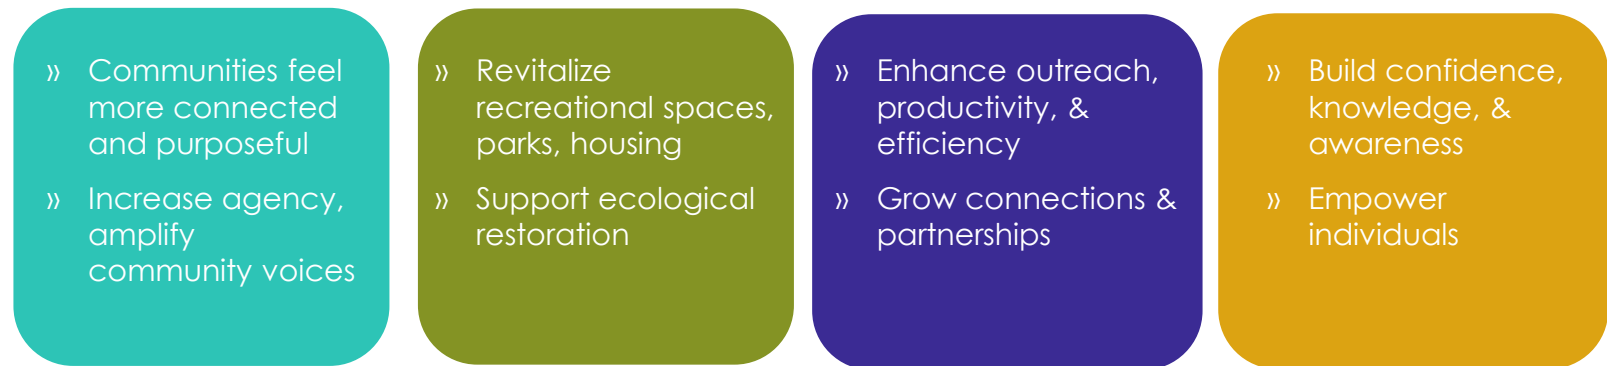 » Communities feel
more connected
and purposeful
» Increase agency,
amplify
community voices
» Revitalize
recreational spaces,
parks, housing
» Support ecological
restoration
» Enhance outreach,
productivity, &
efficiency
» Grow connections &
partnerships
» Build confidence,
knowledge, &
awareness
» Empower
individuals